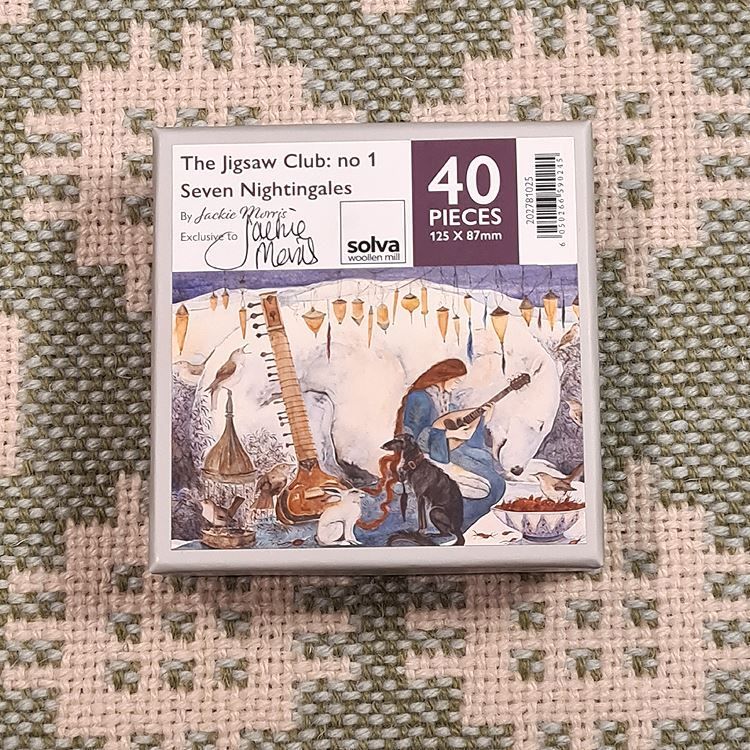 The Jigsaw Club: no 1
Seven Nightingales
By Jackie Morris
Exclusive to
Jackie Morris
solva
woollen mill
40
PIECES
125 X 87mm
202781025
6 050266 590245